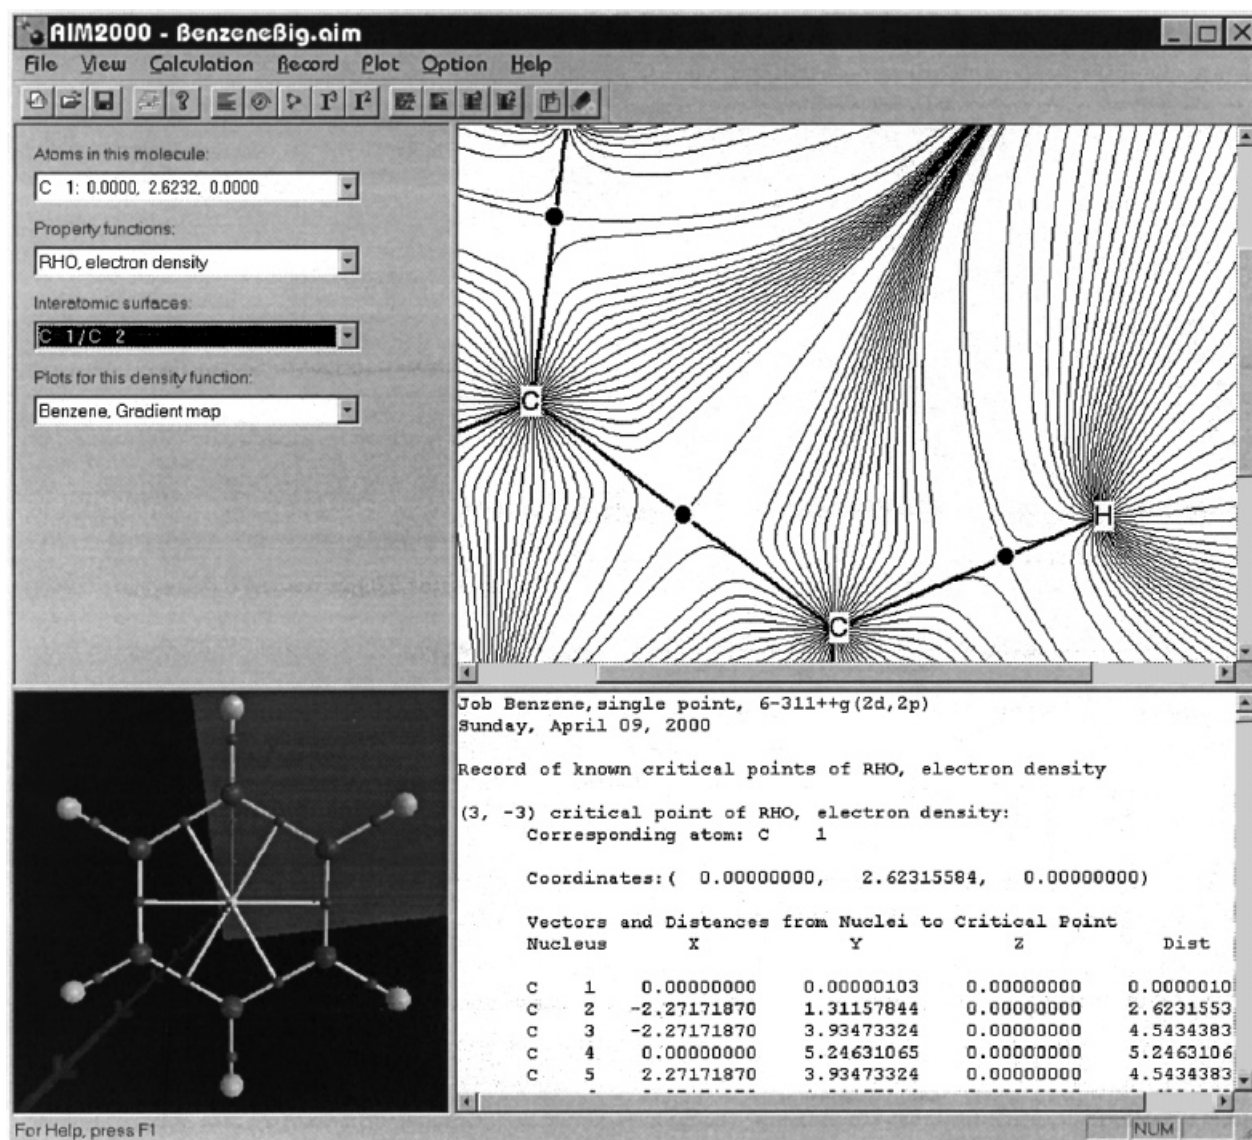 AIM2000 - BenzeneBig.aim
File View Calculation Record Plot Option Help
Atoms in this molecule:
C 1: 0.0000, 2.6232, 0.0000
Property functions:
RHO, electron density
Interatomic surfaces:
C 1 / C 2
Plots for this density function:
Benzene, Gradient map
C
H
C
Job Benzene,single point, 6-311++g(2d,2p)
Sunday, April 09, 2000
Record of known critical points of RHO, electron density
(3, -3) critical point of RHO, electron density:
Corresponding atom: C 1
Coordinates:( 0.00000000, 2.62315584, 0.00000000)
Vectors and Distances from Nuclei to Critical Point
Nucleus X Y Z Dist
C 1 0.00000000 0.00000103 0.00000000 0.0000010
C 2 -2.27171870 1.31157844 0.00000000 2.6231553
C 3 -2.27171870 3.93473324 0.00000000 4.5434383
C 4 0.00000000 5.24631065 0.00000000 5.2463106
C 5 2.27171870 3.93473324 0.00000000 4.5434383
For Help, press F1
NUM